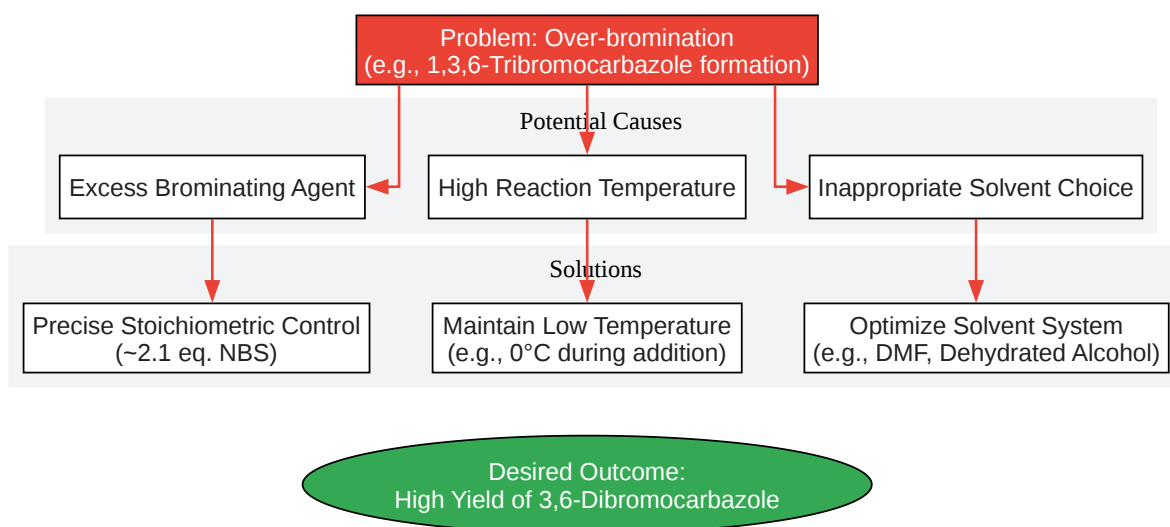 Problem: Over-bromination
(e.g., 1,3,6-Tribromocarbazole formation)
Potential Causes
Excess Brominating Agent
High Reaction Temperature
Inappropriate Solvent Choice
Solutions
Precise Stoichiometric Control
(~2.1 eq. NBS)
Maintain Low Temperature
(e.g., 0°C during addition)
Optimize Solvent System
(e.g., DMF, Dehydrated Alcohol)
Desired Outcome:
High Yield of 3,6-Dibromocarbazole